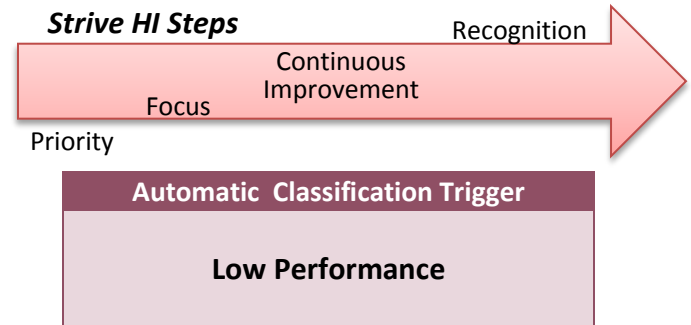 Strive HI Steps
Recognition
Continuous
Improvement
Focus
Priority
Automatic Classification Trigger
Low Performance